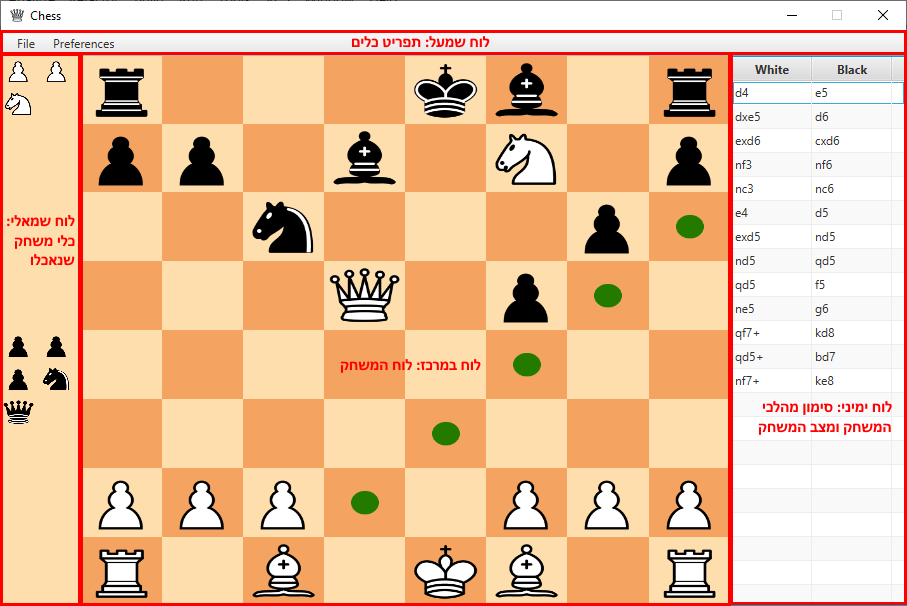 Chess
File Preferences
לוח שמעל: תפריט כלים
לוח שמאלי:
כלי משחק
שנאכלו
לוח במרכז: לוח המשחק
White Black
d4 e5
dxe5 d6
exd6 cxd6
nf3 nf6
nc3 nc6
e4 d5
exd5 nd5
nd5 qd5
qd5 f5
ne5 g6
qf7+ kd8
qd5+ bd7
nf7+ ke8
לוח ימיני: סימון מהלכי
המשחק ומצב המשחק